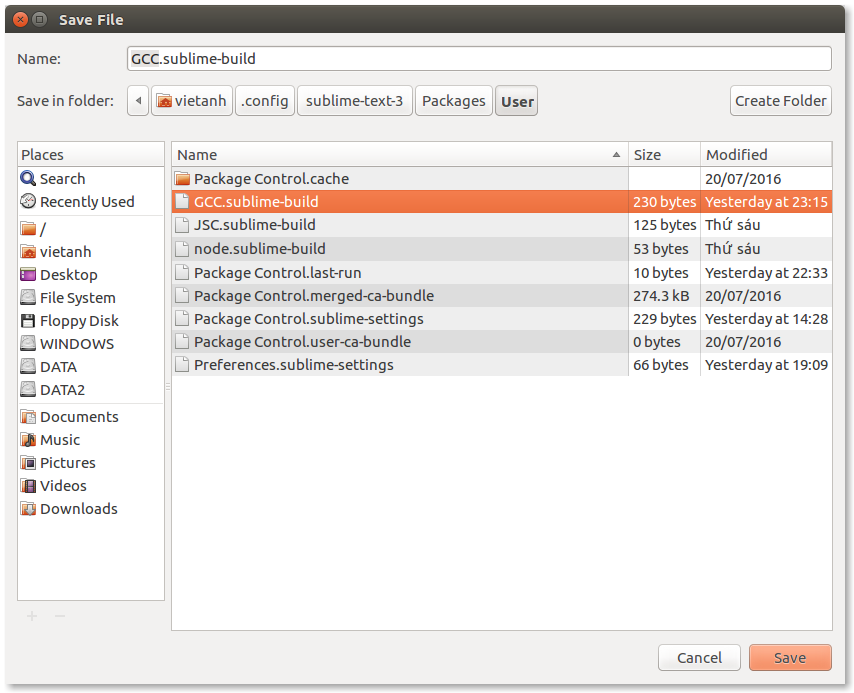 Save File
Name: GCC.sublime-build
Save in folder: vietanh .config sublime-text-3 Packages User Create Folder
Places
Search
Recently Used
/
vietanh
Desktop
File System
Floppy Disk
WINDOWS
DATA
DATA2
Documents
Music
Pictures
Videos
Downloads
Name Size Modified
Package Control.cache 20/07/2016
GCC.sublime-build 230 bytes Yesterday at 23:15
JSC.sublime-build 125 bytes Thứ sáu
node.sublime-build 53 bytes Thứ sáu
Package Control.last-run 10 bytes Yesterday at 22:33
Package Control.merged-ca-bundle 274.3 kB 20/07/2016
Package Control.sublime-settings 229 bytes Yesterday at 14:28
Package Control.user-ca-bundle 0 bytes 20/07/2016
Preferences.sublime-settings 66 bytes Yesterday at 19:09
Cancel Save